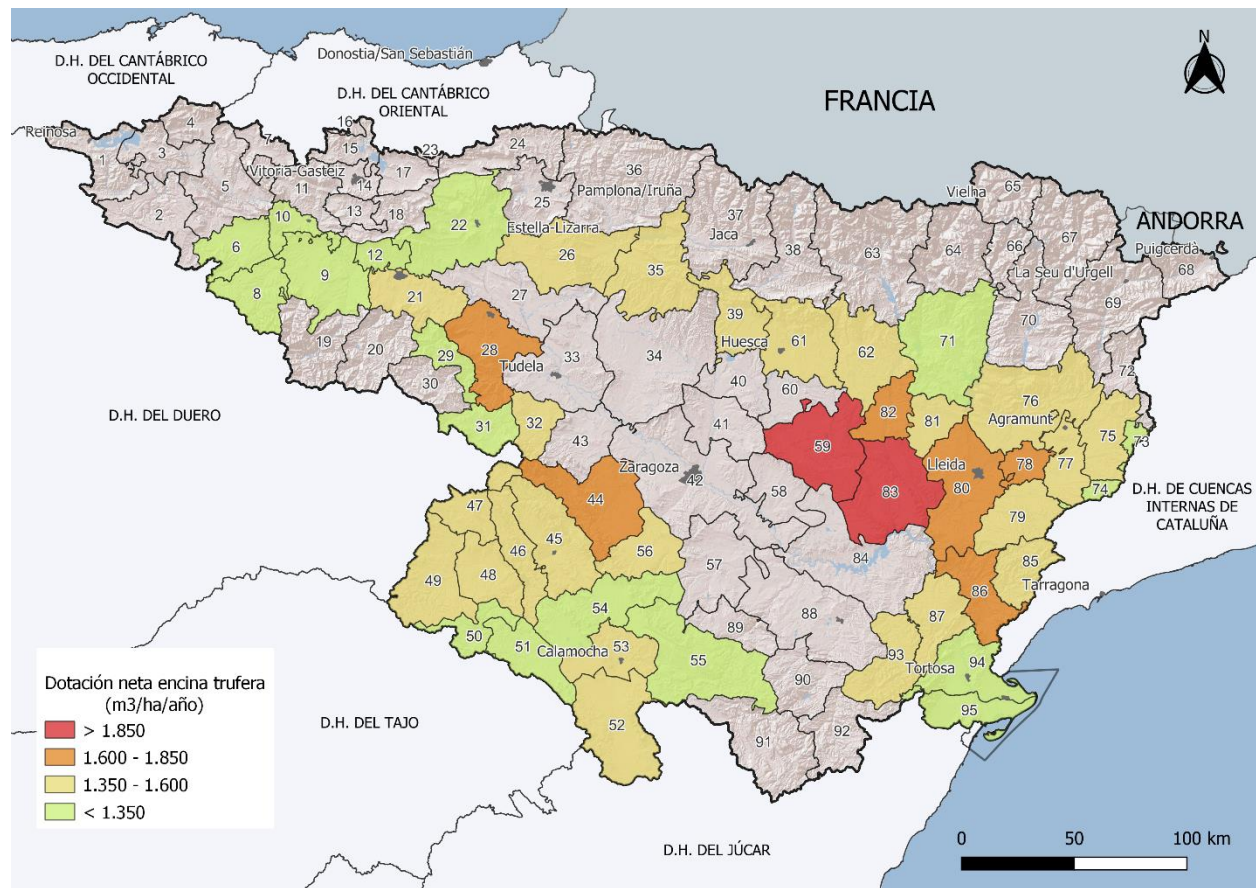 D.H. DEL CANTÁBRICO
OCCIDENTAL
Donostia/San Sebastián
D.H. DEL CANTÁBRICO
ORIENTAL
FRANCIA
N
Reinosa
4
16
7
15
23
24
1
3
Vitoria-Gasteiz
17
36
65
5
11
14
Pamplona/Iruña
Vielha
2
13
18
25
37
38
63
64
66
67
ANDORRA
Puigcerdà
10
22
Estella-Lizarra
Jaca
La Seu d'Urgell
68
6
12
26
35
69
9
8
21
27
39
70
28
33
34
Huesca
61
62
71
72
19
20
29
Tudela
40
60
76
30
82
81
Agramunt
75
31
32
41
73
43
59
Lleida
78
77
Zaragoza
42
58
83
80
74
D.H. DEL DUERO
44
D.H. DE CUENCAS
INTERNAS DE
CATALUÑA
47
46
45
56
79
49
48
57
84
85
54
86
Tarragona
50
51
Calamocha
53
89
88
87
55
93
Tortosa
94
90
95
52
91
92
D.H. DEL TAJO
D.H. DEL JÚCAR
Dotación neta encina trufera
(m3/ha/año)
> 1.850
1.600 - 1.850
1.350 - 1.600
< 1.350
0 50 100 km